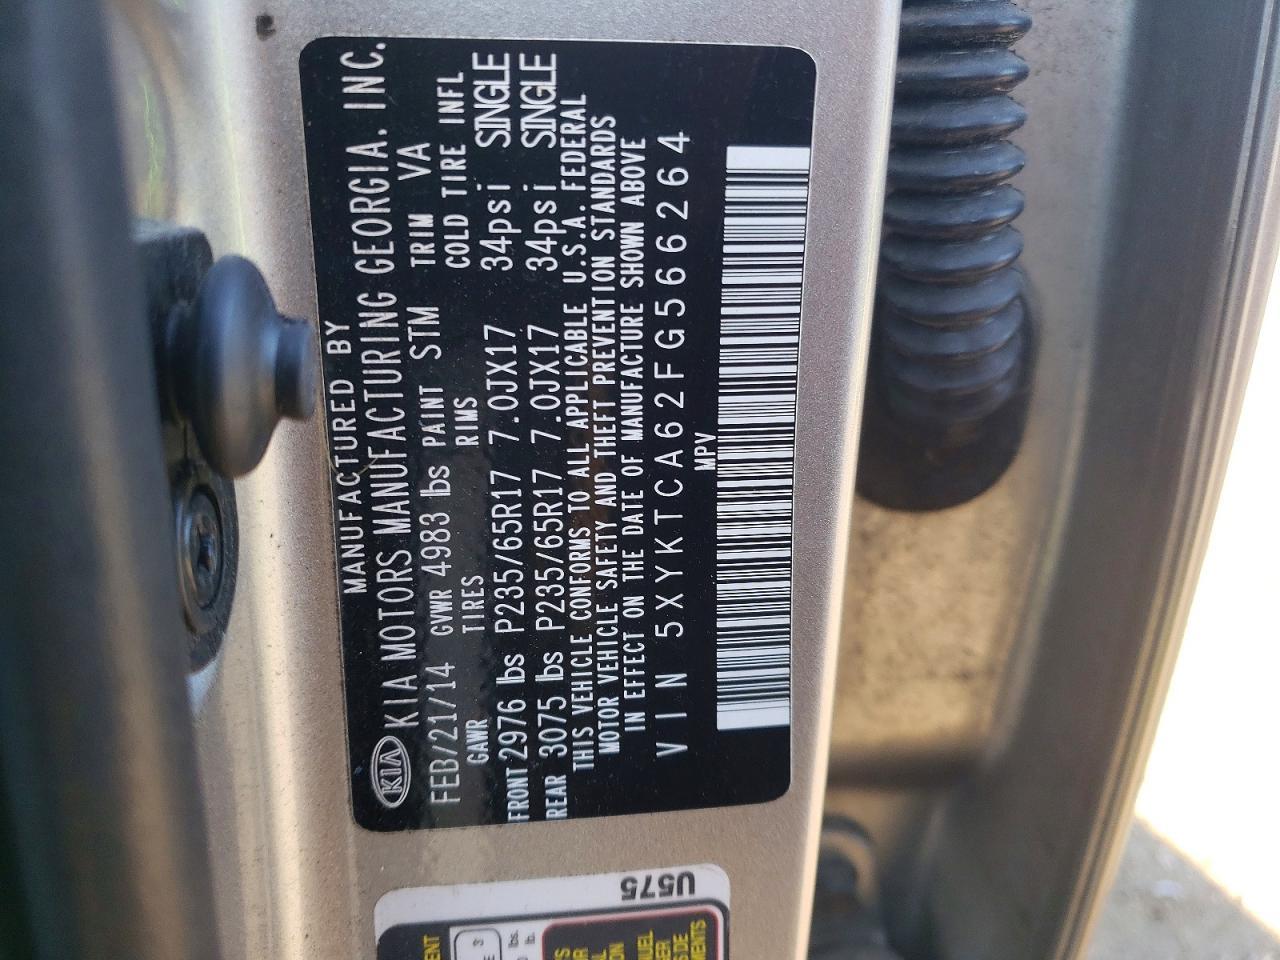 MANUFACTURED BY
KIA KIA MOTORS MANUFACTURING GEORGIA. INC.
FEB/21/14 GVWR 4983 lbs PAINT STM TRIM VA
GAWR TIRES RIMS COLD TIRE INFL
FRONT 2976 lbs P235/65R17 7.0JX17 34psi SINGLE
REAR 3075 lbs P235/65R17 7.0JX17 34psi SINGLE
THIS VEHICLE CONFORMS TO ALL APPLICABLE U.S.A. FEDERAL
MOTOR VEHICLE SAFETY AND THEFT PREVENTION STANDARDS
IN EFFECT ON THE DATE OF MANUFACTURE SHOWN ABOVE
VIN 5XYKTCA62FG566264
MPV
U575